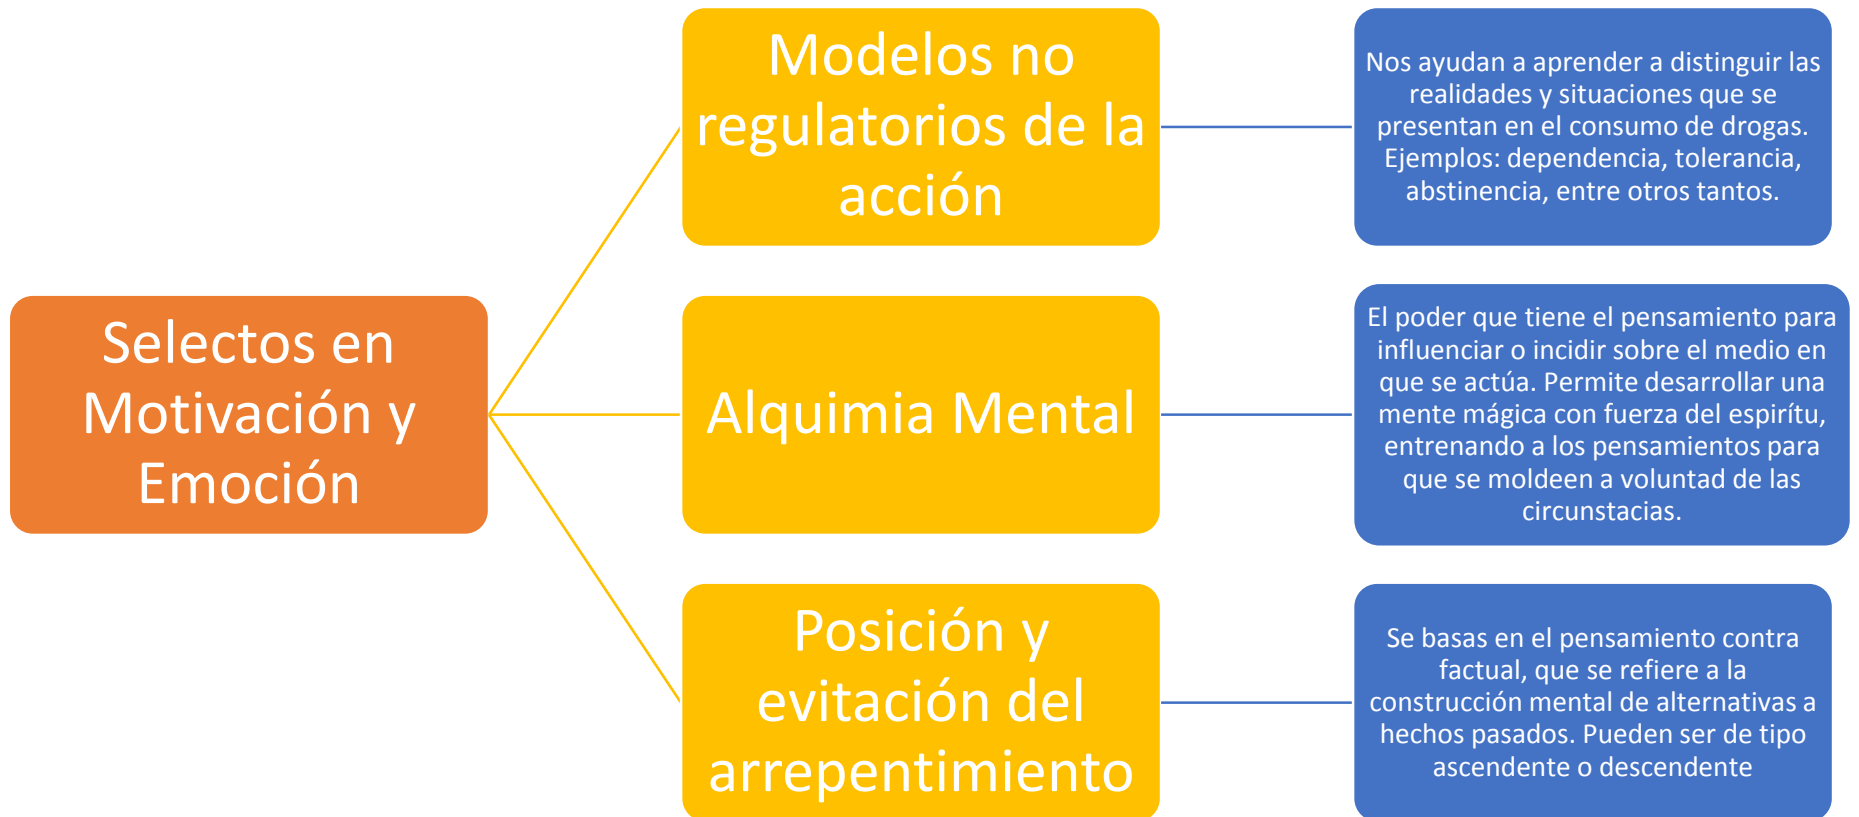 Modelos no
regulatorios de la
acción
Nos ayudan a aprender a distinguir las
realidades y situaciones que se
presentan en el consumo de drogas.
Ejemplos: dependencia, tolerancia,
abstinencia, entre otros tantos.
Selectos en
Motivación y
Emoción
Alquimia Mental
El poder que tiene el pensamiento para
influenciar o incidir sobre el medio en
que se actúa. Permite desarrollar una
mente mágica con fuerza del espirítu,
entrenando a los pensamientos para
que se moldeen a voluntad de las
circunstacias.
Posición y
evitación del
arrepentimiento
Se basas en el pensamiento contra
factual, que se refiere a la
construcción mental de alternativas a
hechos pasados. Pueden ser de tipo
ascendente o descendente